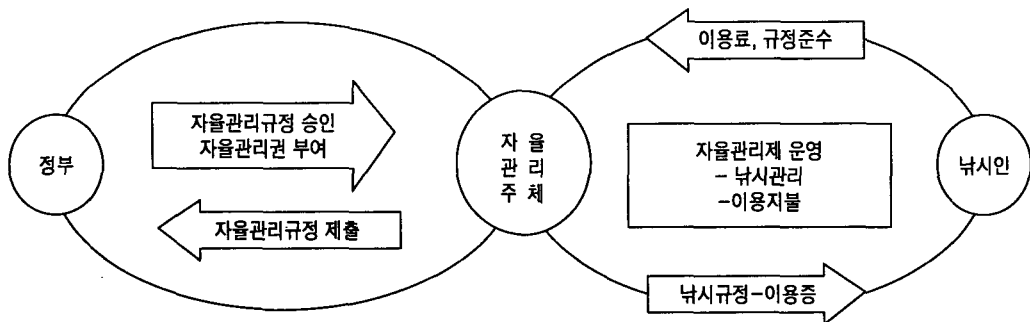 이용료, 규정준수
자율관리규정 승인
자율관리권 부여
정부
자 율
관 리
주 체
자율관리제 운영
- 낚시관리
-이용지불
낚시인
자율관리규정 제출
낚시규정-이용증